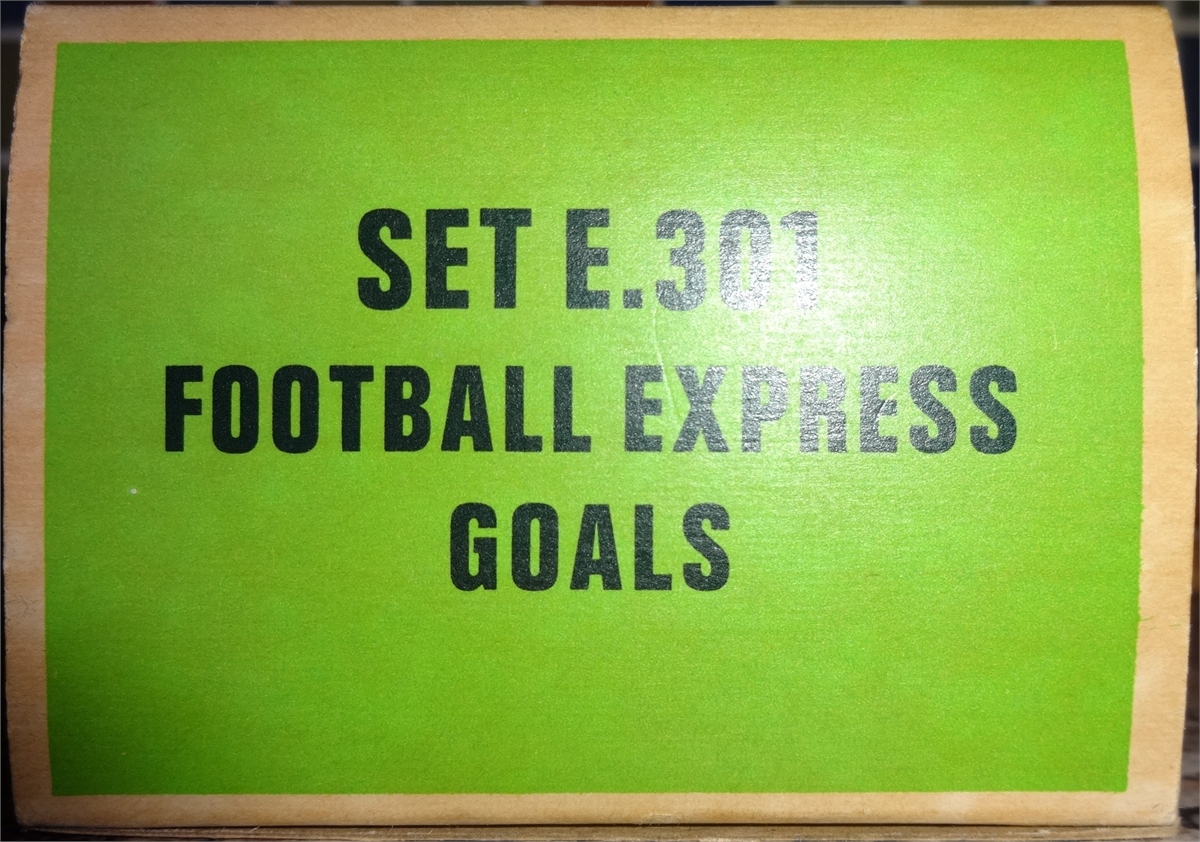 SET E.301
FOOTBALL EXPRESS
GOALS